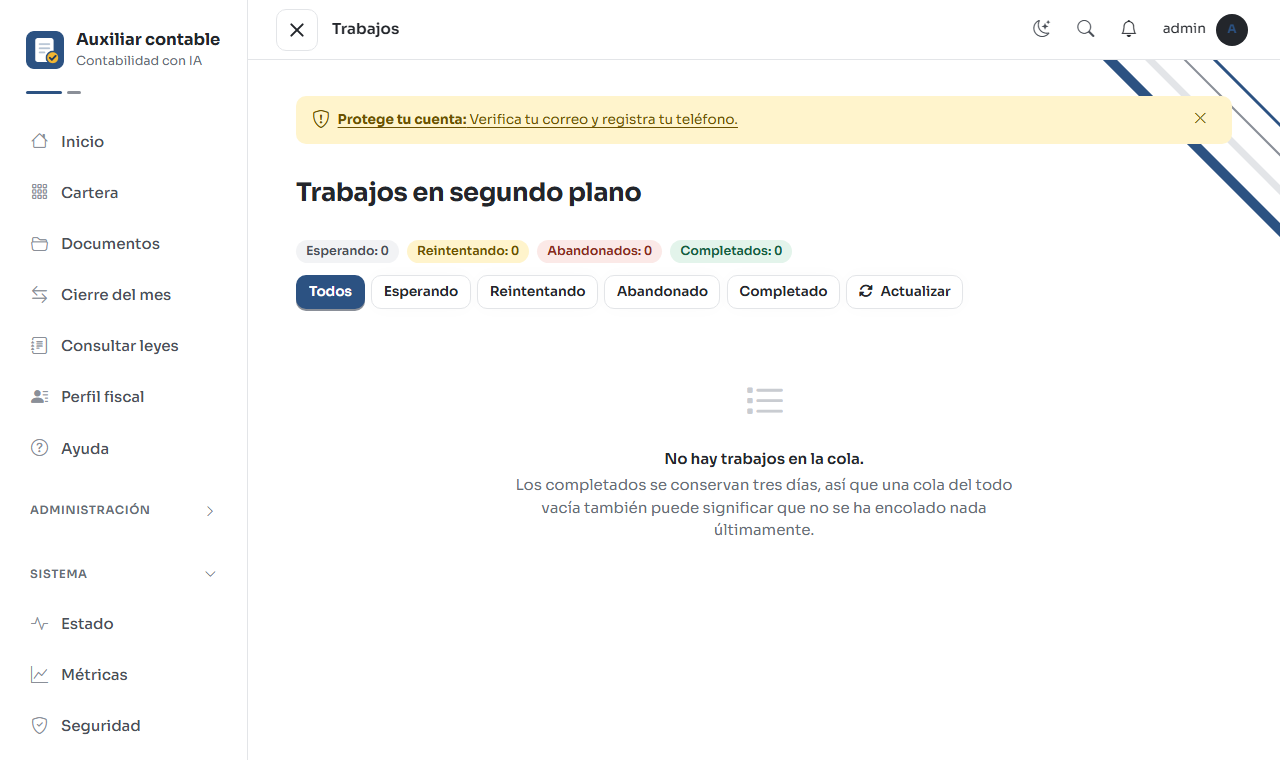 Auxiliar contable
Contabilidad con IA
Inicio
Cartera
Documentos
Cierre del mes
Consultar leyes
Perfil fiscal
Ayuda
ADMINISTRACIÓN
SISTEMA
Estado
Métricas
Seguridad
Trabajos
admin
A
Protege tu cuenta: Verifica tu correo y registra tu teléfono.
Trabajos en segundo plano
Esperando: 0 Reintentando: 0 Abandonados: 0 Completados: 0
Todos Esperando Reintentando Abandonado Completado Actualizar
No hay trabajos en la cola.
Los completados se conservan tres días, así que una cola del todo
vacía también puede significar que no se ha encolado nada
últimamente.